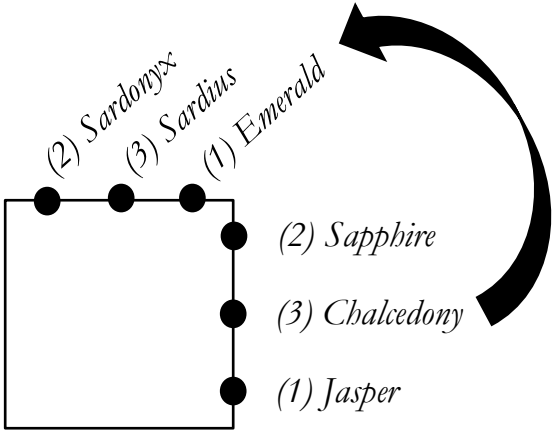 (2) Sardonyx
(3) Sardius
(1) Emerald
(2) Sapphire
(3) Chalcedony
(1) Jasper